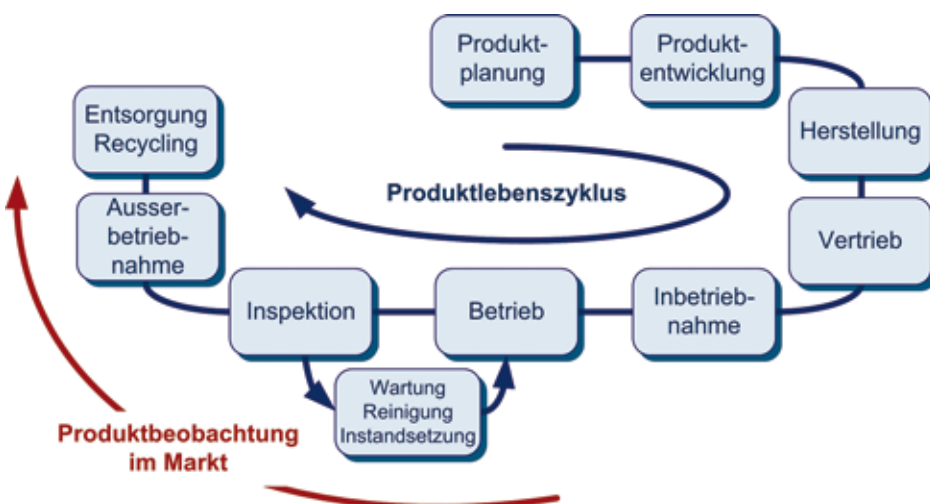 Produkt-
planung
Produkt-
entwicklung
Herstellung
Vertrieb
Inbetrieb-
nahme
Betrieb
Wartung
Reinigung
Instandsetzung
Inspektion
Ausser-
betrieb-
nahme
Entsorgung
Recycling
Produktlebenszyklus
Produktbeobachtung
im Markt